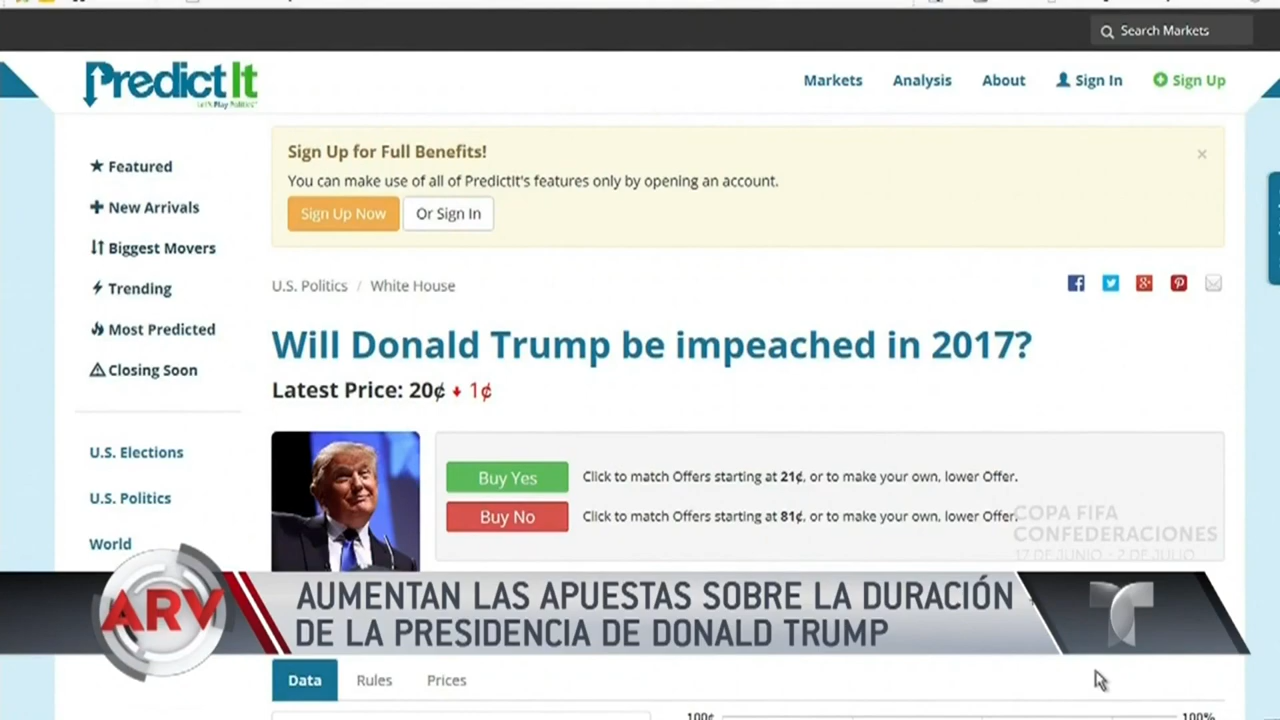 Search Markets
PredictIt
Let's Play Politics
Markets
Analysis
About
Sign In
Sign Up
Sign Up for Full Benefits!
You can make use of all of PredictIt's features only by opening an account.
Sign Up Now
Or Sign In
Featured
New Arrivals
Biggest Movers
Trending
Most Predicted
Closing Soon
U.S. Elections
U.S. Politics
World
U.S. Politics / White House
Will Donald Trump be impeached in 2017?
Latest Price: 20¢ 1¢
Buy Yes
Click to match Offers starting at 21¢, or to make your own, lower Offer.
Buy No
Click to match Offers starting at 81¢, or to make your own, lower Offer.
COPA FIFA
CONFEDERACIONES
17 DE JUNIO - 2 DE JULIO
ARV
AUMENTAN LAS APUESTAS SOBRE LA DURACIÓN
DE LA PRESIDENCIA DE DONALD TRUMP
T
Data
Rules
Prices
100¢
100%